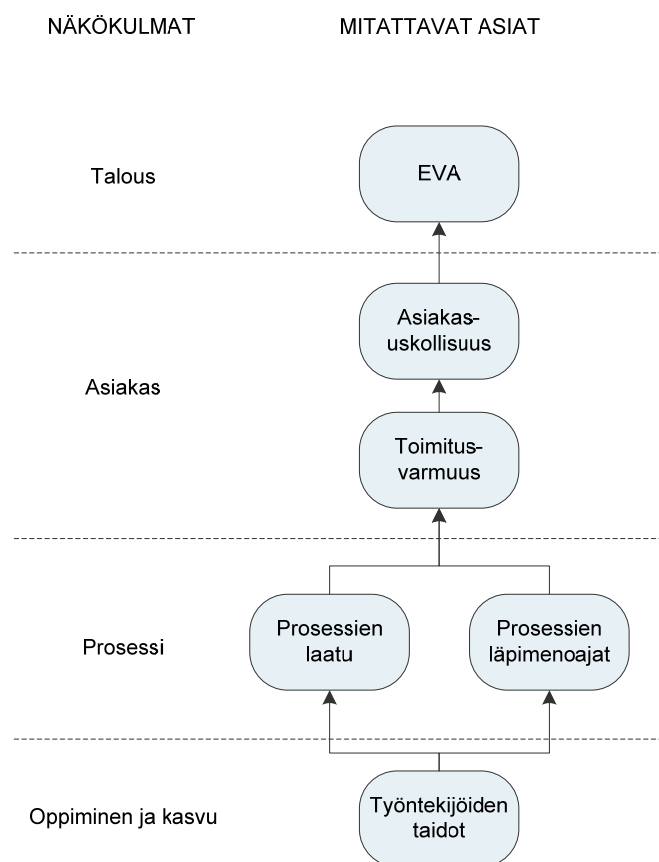 NÄKÖKULMAT
MITATTAVAT ASIAT
Talous
EVA
Asiakas-
uskollisuus
Asiakas
Toimitus-
varmuus
Prosessi
Prosessien
laatu
Prosessien
läpimenoajat
Oppiminen ja kasvu
Työntekijöiden
taidot